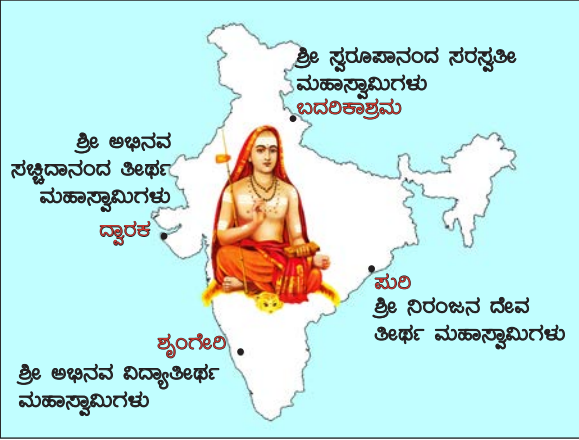 ಶ್ರೀ ಸ್ವರೂಪಾನಂದ ಸರಸ್ವತೀ
ಮಹಾಸ್ವಾಮಿಗಳು
ಬದರಿಕಾಶ್ರಮ
ಶ್ರೀ ಅಭಿನವ
ಸಚ್ಚಿದಾನಂದ ತೀರ್ಥ
ಮಹಾಸ್ವಾಮಿಗಳು
ದ್ವಾರಕ
ಪುರಿ
ಶ್ರೀ ನಿರಂಜನ ದೇವ
ತೀರ್ಥ ಮಹಾಸ್ವಾಮಿಗಳು
ಶೃಂಗೇರಿ
ಶ್ರೀ ಅಭಿನವ ವಿದ್ಯಾತೀರ್ಥ
ಮಹಾಸ್ವಾಮಿಗಳು